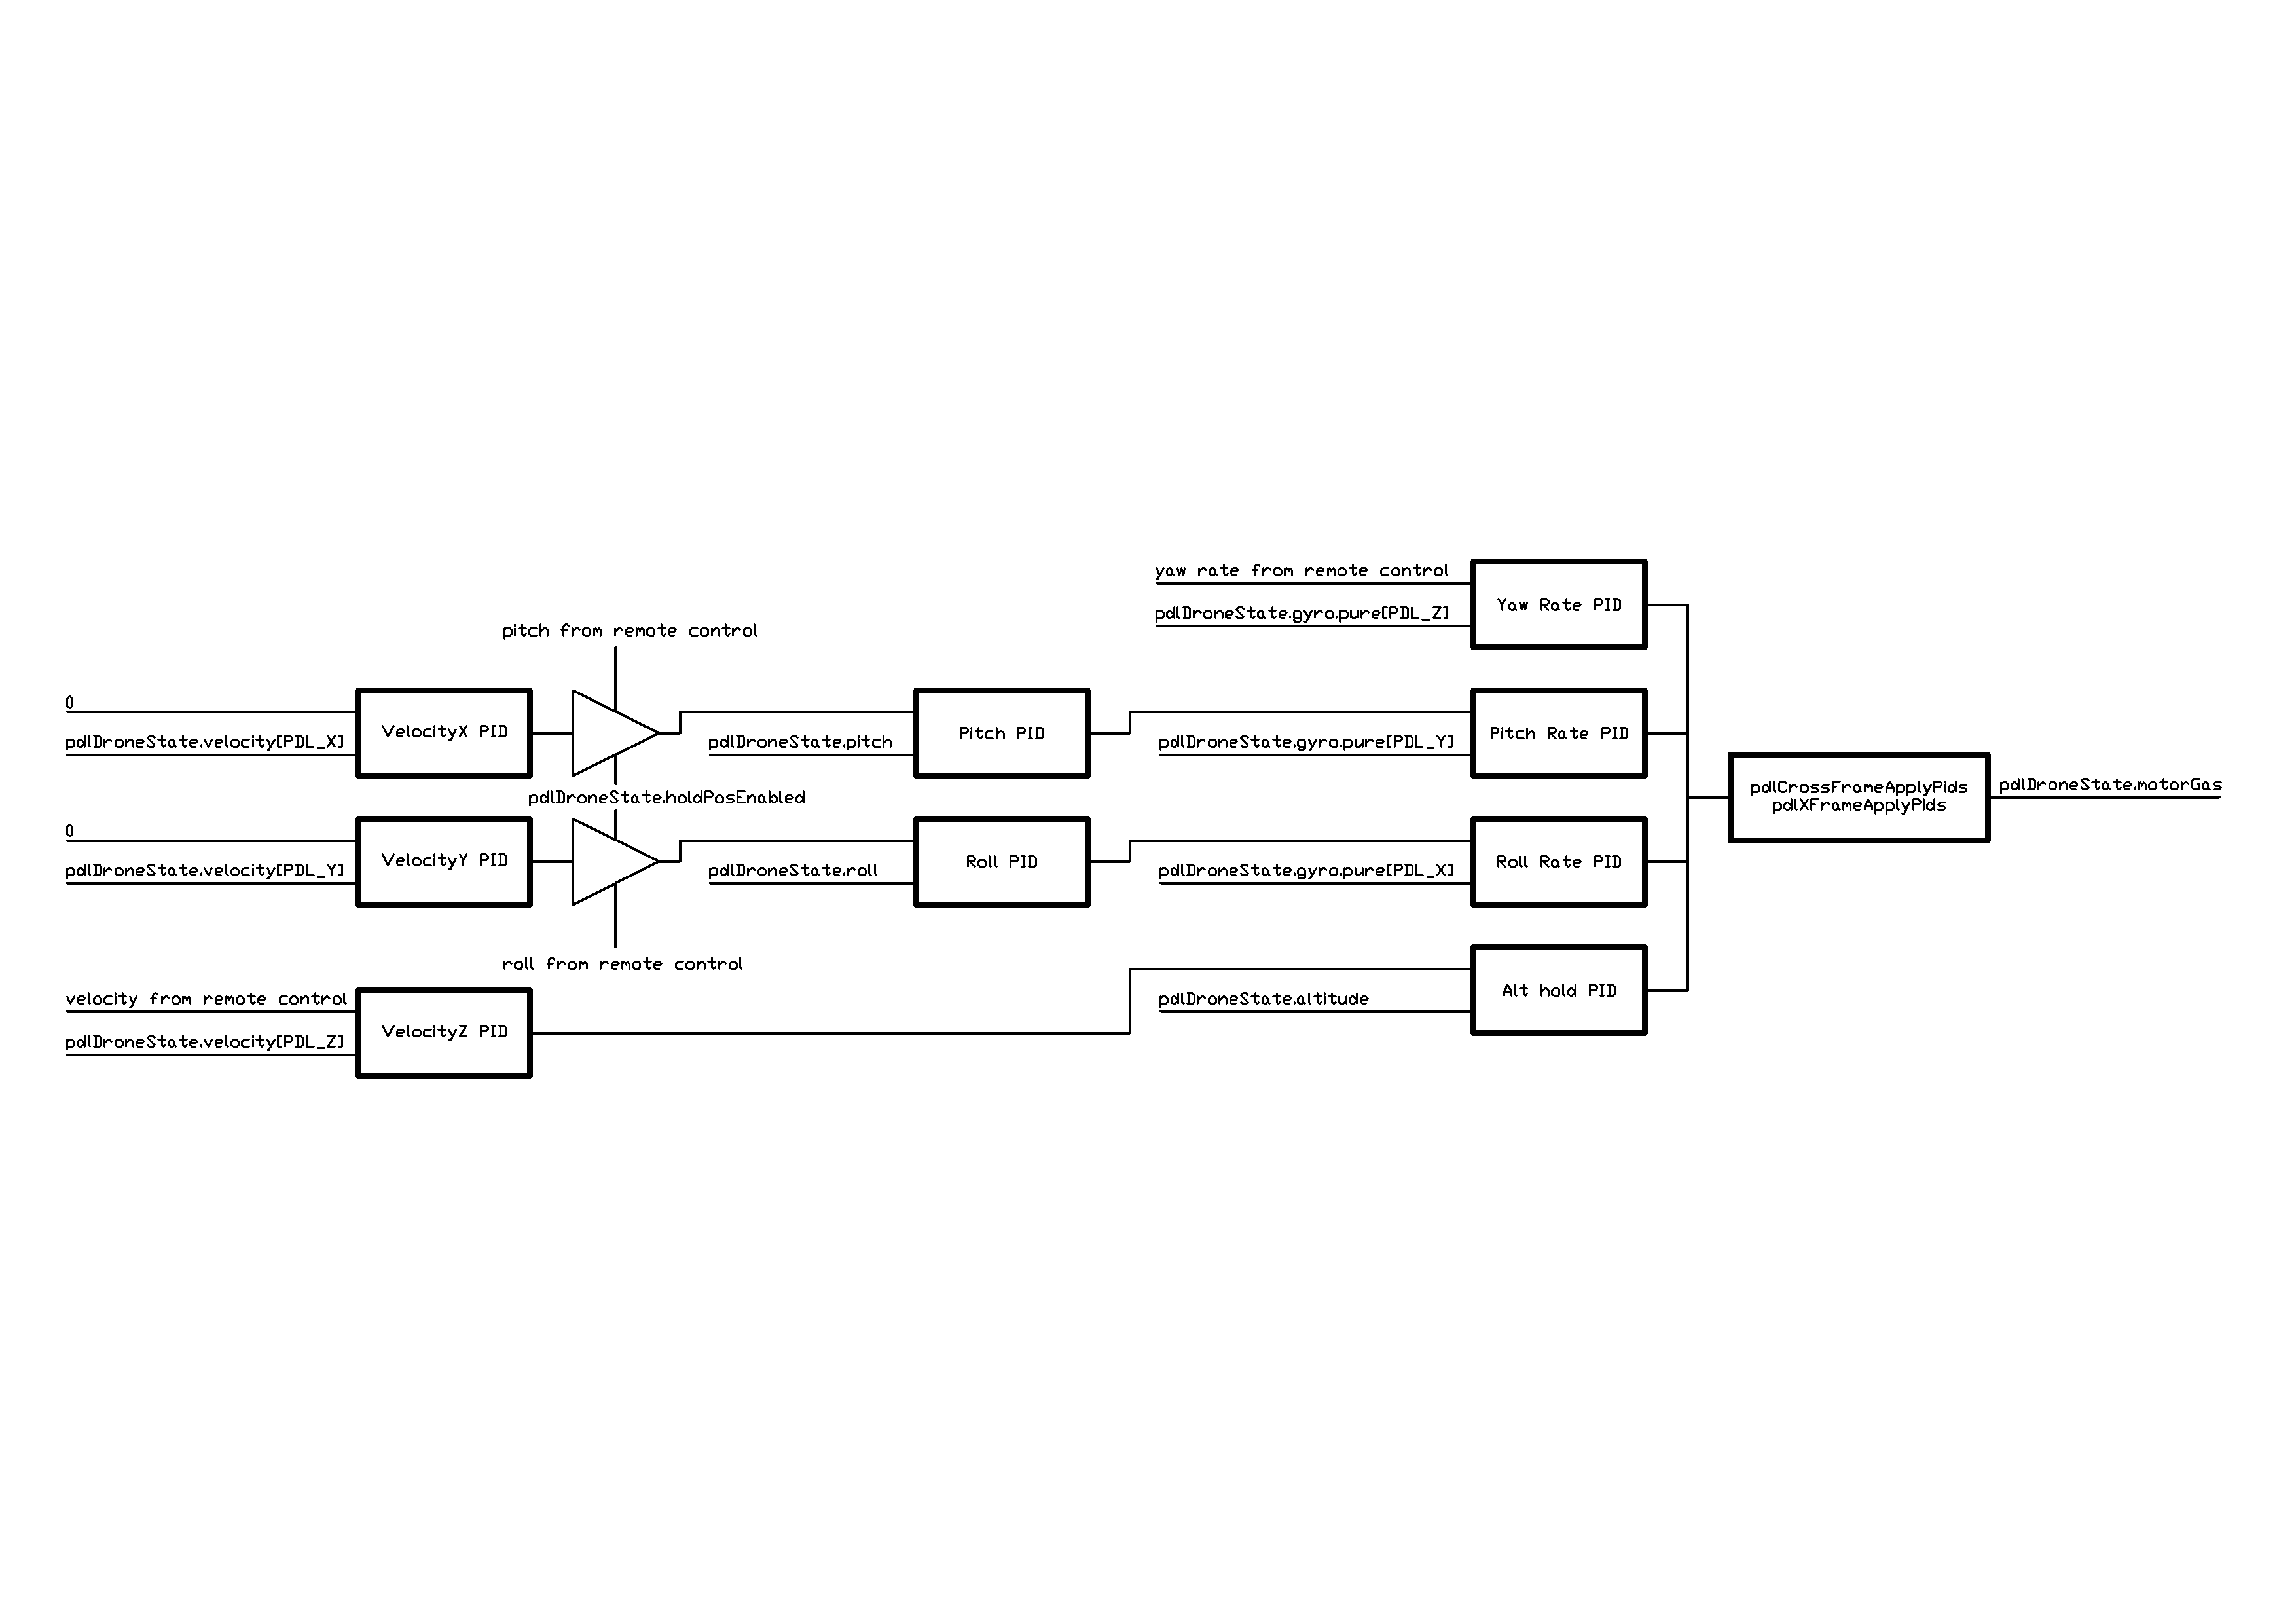 yaw rate from remote control
Yaw Rate PID
pdlDroneState.gyro.pure[PDL_Z]
pitch from remote control
0
VelocityX PID
pdlDroneState.velocity[PDL_X]
pdlDroneState.pitch
Pitch PID
pdlDroneState.gyro.pure[PDL_Y]
Pitch Rate PID
pdlDroneState.holdPosEnabled
pdlCrossFrameApplyPids
pdlXFrameApplyPids
pdlDroneState.motorGas
0
VelocityY PID
pdlDroneState.velocity[PDL_Y]
pdlDroneState.roll
Roll PID
pdlDroneState.gyro.pure[PDL_X]
Roll Rate PID
roll from remote control
velocity from remote control
VelocityZ PID
pdlDroneState.velocity[PDL_Z]
pdlDroneState.altitude
Alt hold PID